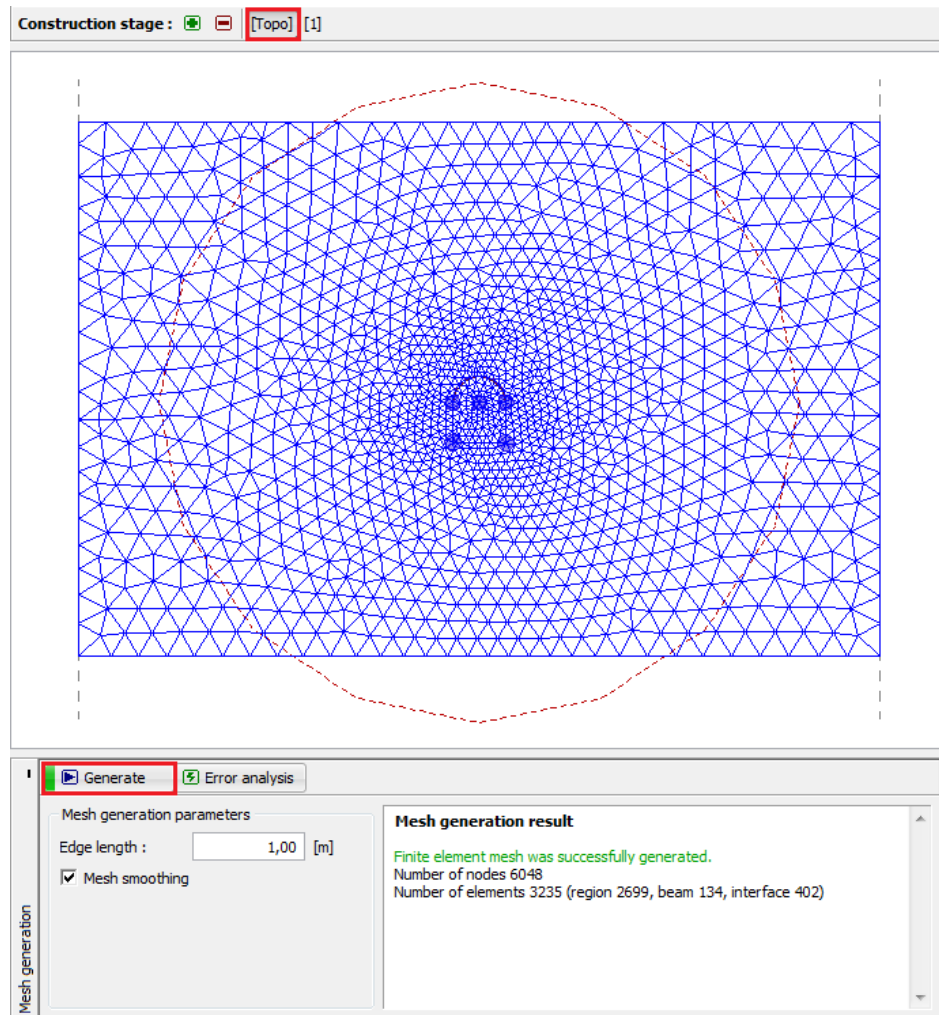 Construction stage : [Topo] [1]
Generate Error analysis
Mesh generation parameters
Edge length : 1,00 [m]
Mesh smoothing
Mesh generation result
Finite element mesh was successfully generated.
Number of nodes 6048
Number of elements 3235 (region 2699, beam 134, interface 402)
Mesh generation